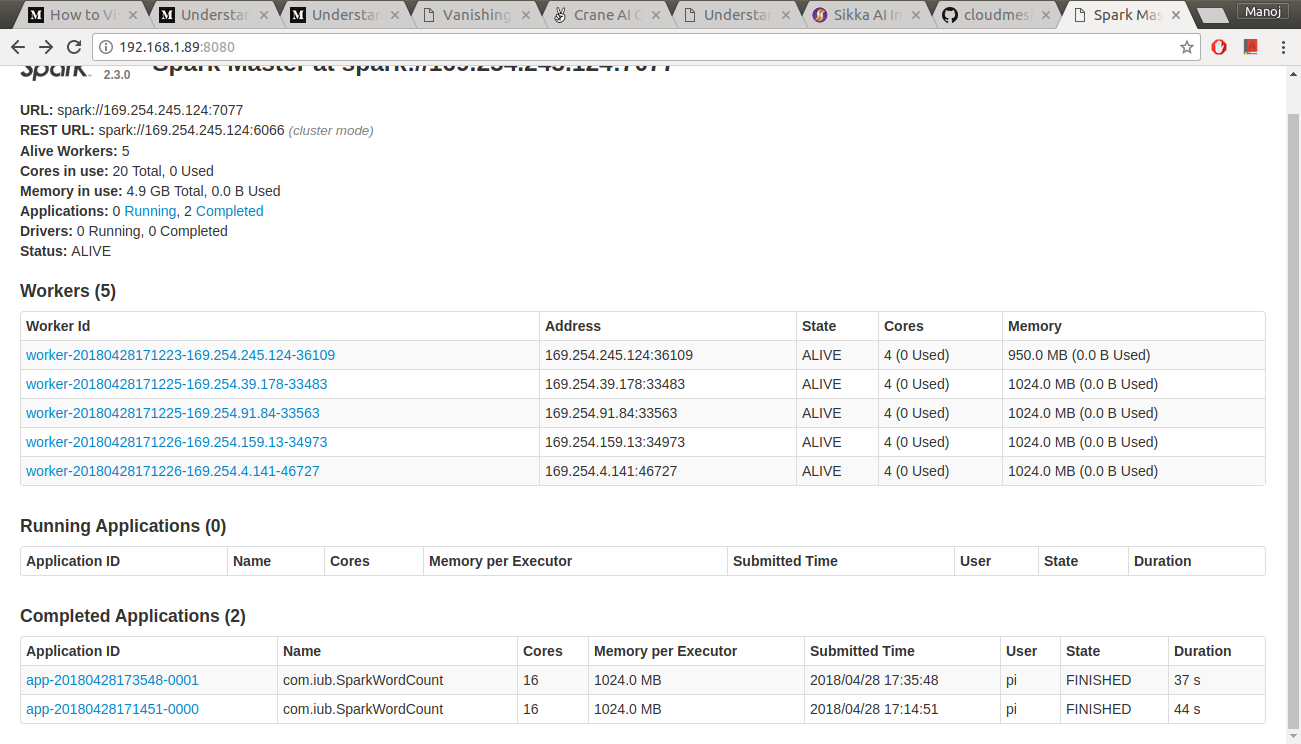 How to Vi
Understan
Understan
Vanishing
Crane AI C
Understan
Sikka AI In
cloudmesh
Spark Mas
Manoj
192.168.1.89:8080
Spark 2.3.0 Spark Master at spark://169.254.245.124:7077
URL: spark://169.254.245.124:7077
REST URL: spark://169.254.245.124:6066 (cluster mode)
Alive Workers: 5
Cores in use: 20 Total, 0 Used
Memory in use: 4.9 GB Total, 0.0 B Used
Applications: 0 Running, 2 Completed
Drivers: 0 Running, 0 Completed
Status: ALIVE
Workers (5)
Worker Id Address State Cores Memory
worker-20180428171223-169.254.245.124-36109 169.254.245.124:36109 ALIVE 4 (0 Used) 950.0 MB (0.0 B Used)
worker-20180428171225-169.254.39.178-33483 169.254.39.178:33483 ALIVE 4 (0 Used) 1024.0 MB (0.0 B Used)
worker-20180428171225-169.254.91.84-33563 169.254.91.84:33563 ALIVE 4 (0 Used) 1024.0 MB (0.0 B Used)
worker-20180428171226-169.254.159.13-34973 169.254.159.13:34973 ALIVE 4 (0 Used) 1024.0 MB (0.0 B Used)
worker-20180428171226-169.254.4.141-46727 169.254.4.141:46727 ALIVE 4 (0 Used) 1024.0 MB (0.0 B Used)
Running Applications (0)
Application ID Name Cores Memory per Executor Submitted Time User State Duration
Completed Applications (2)
Application ID Name Cores Memory per Executor Submitted Time User State Duration
app-20180428173548-0001 com.iub.SparkWordCount 16 1024.0 MB 2018/04/28 17:35:48 pi FINISHED 37 s
app-20180428171451-0000 com.iub.SparkWordCount 16 1024.0 MB 2018/04/28 17:14:51 pi FINISHED 44 s